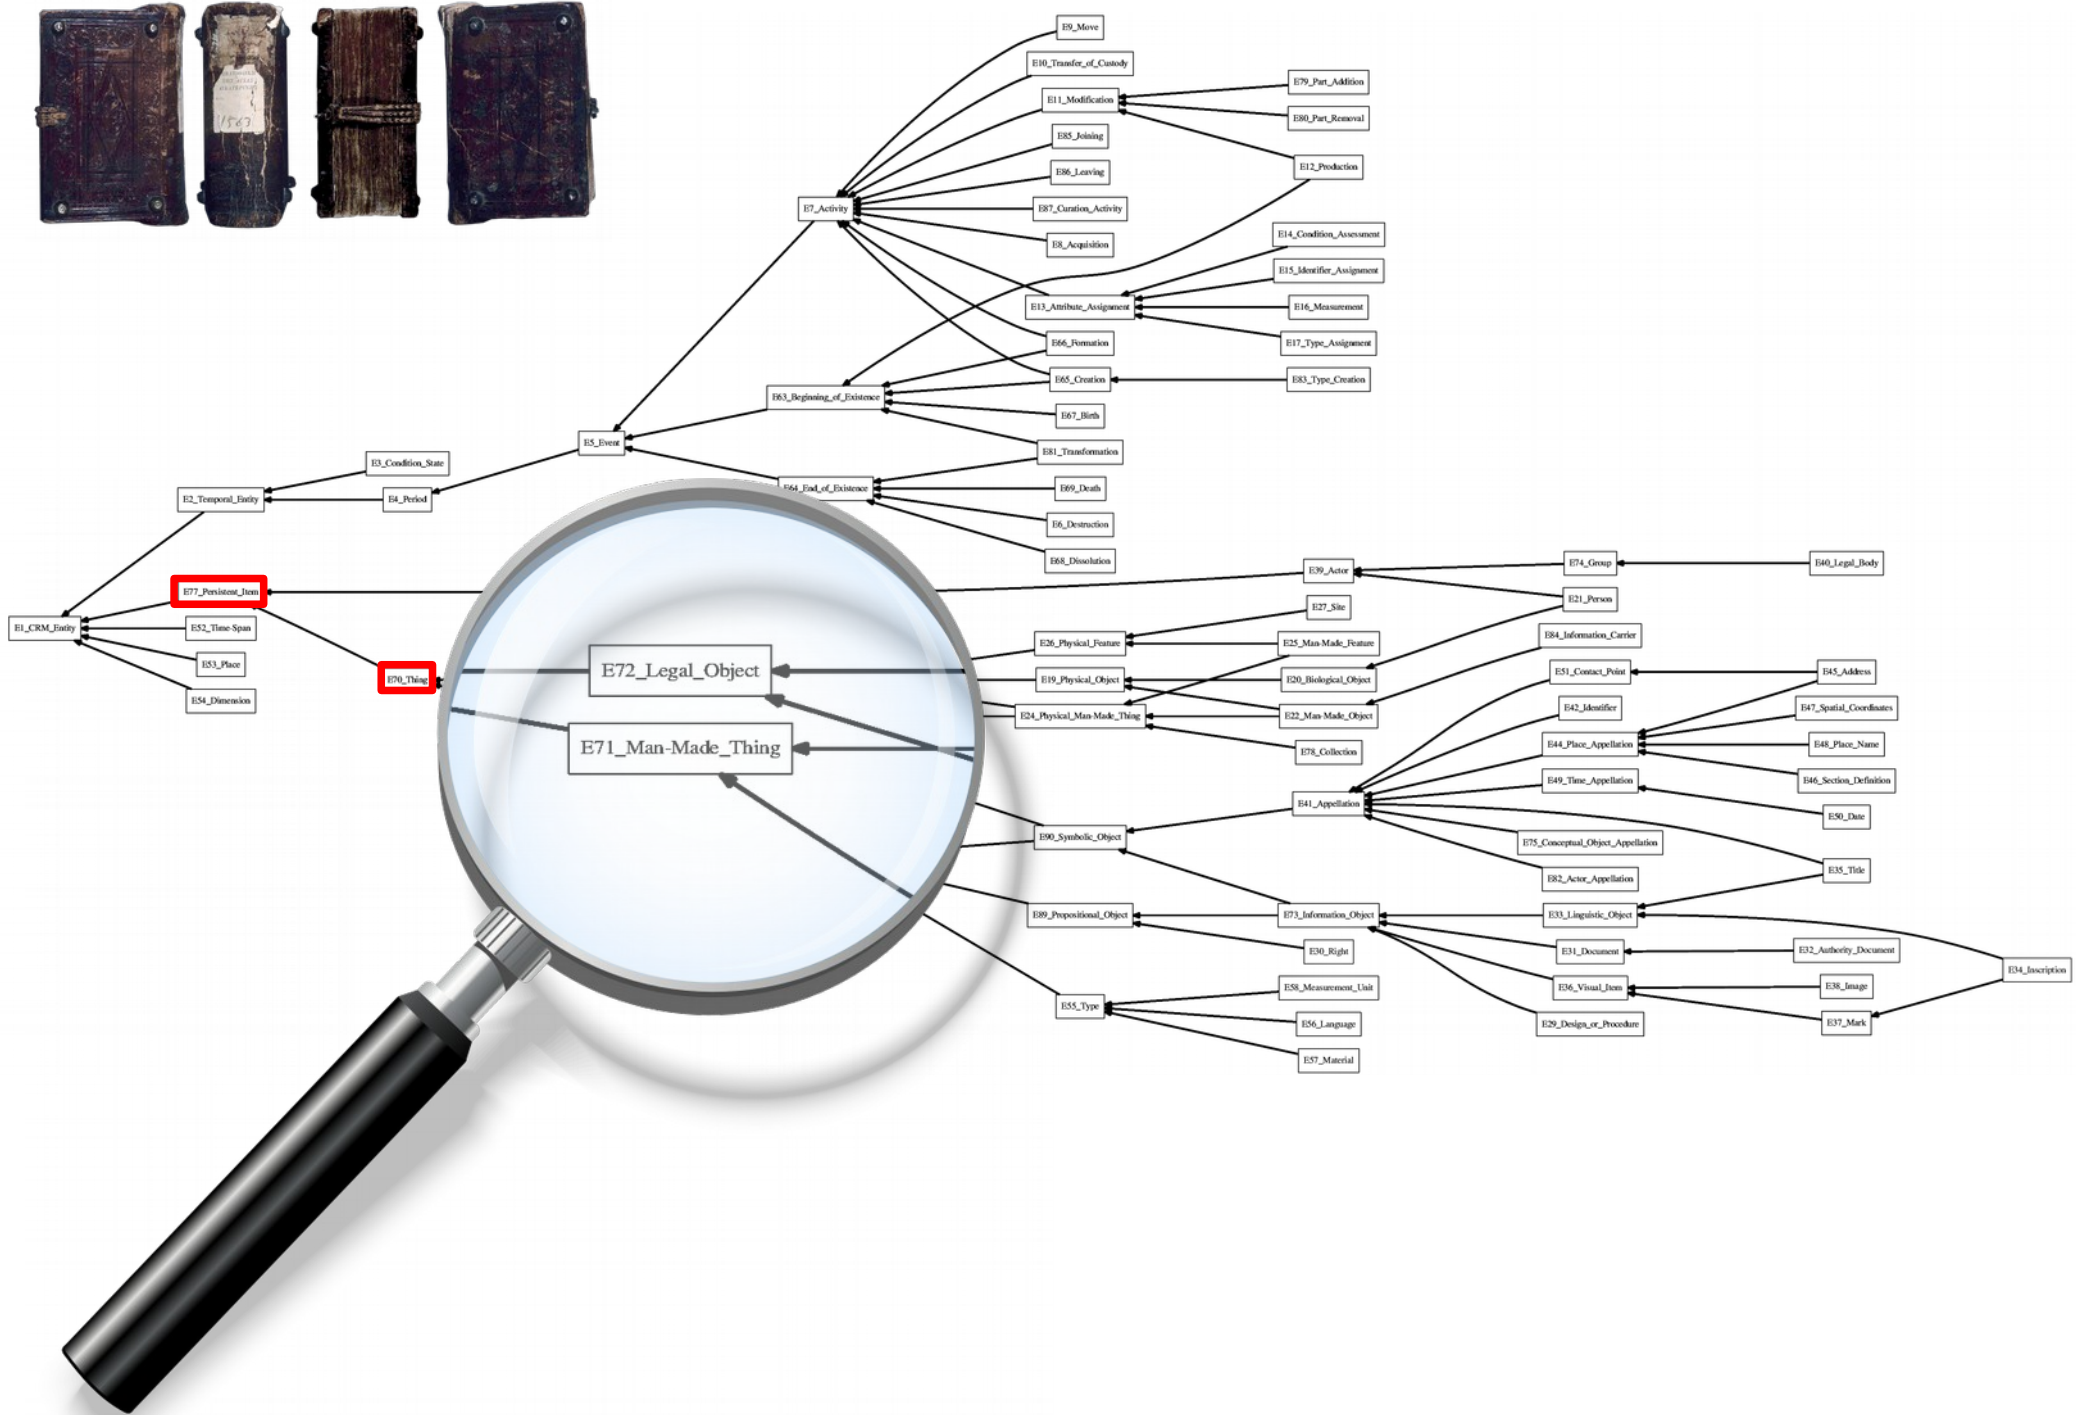 1563
E9_Move
E10_Transfer_of_Custody
E79_Part_Addition
E11_Modification
E80_Part_Removal
E85_Joining
E12_Production
E86_Leaving
E7_Activity
E87_Curation_Activity
E14_Condition_Assessment
E8_Acquisition
E15_Identifier_Assignment
E13_Attribute_Assignment
E16_Measurement
E66_Formation
E17_Type_Assignment
E65_Creation
E83_Type_Creation
E63_Beginning_of_Existence
E67_Birth
E5_Event
E81_Transformation
E3_Condition_State
E64_End_of_Existence
E69_Death
E2_Temporal_Entity
E4_Period
E6_Destruction
E68_Dissolution
E39_Actor
E74_Group
E40_Legal_Body
E77_Persistent_Item
E21_Person
E27_Site
E1_CRM_Entity
E52_Time-Span
E84_Information_Carrier
E26_Physical_Feature
E25_Man-Made_Feature
E53_Place
E72_Legal_Object
E51_Contact_Point
E45_Address
E70_Thing
E19_Physical_Object
E20_Biological_Object
E54_Dimension
E42_Identifier
E47_Spatial_Coordinates
E24_Physical_Man-Made_Thing
E22_Man-Made_Object
E71_Man-Made_Thing
E44_Place_Appellation
E48_Place_Name
E78_Collection
E49_Time_Appellation
E46_Section_Definition
E41_Appellation
E50_Date
E90_Symbolic_Object
E75_Conceptual_Object_Appellation
E82_Actor_Appellation
E35_Title
E89_Propositional_Object
E73_Information_Object
E33_Linguistic_Object
E30_Right
E31_Document
E32_Authority_Document
E34_Inscription
E58_Measurement_Unit
E36_Visual_Item
E38_Image
E55_Type
E56_Language
E29_Design_or_Procedure
E37_Mark
E57_Material